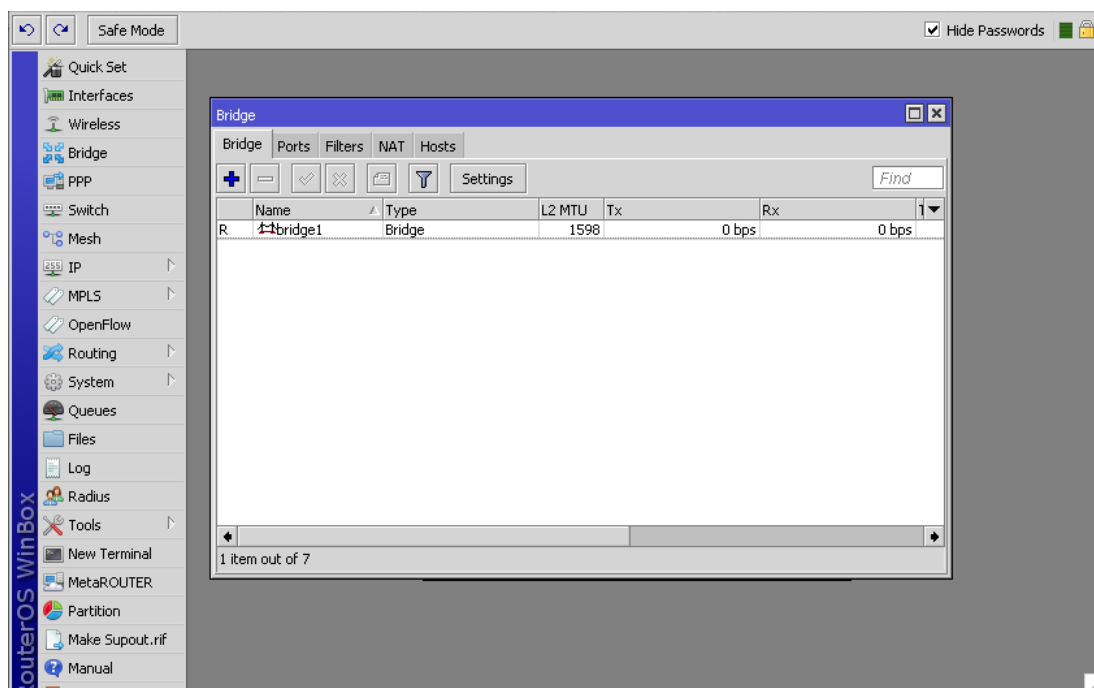 Safe Mode
Hide Passwords
Quick Set
Interfaces
Wireless
Bridge
PPP
Switch
Mesh
255
IP
MPLS
OpenFlow
Routing
System
Queues
Files
Log
Radius
Tools
New Terminal
MetaROUTER
Partition
Make Supout.rif
Manual
RouterOS WinBox
Bridge
Bridge Ports Filters NAT Hosts
Settings Find
Name Type L2 MTU Tx Rx
R bridge1 Bridge 1598 0 bps 0 bps
1 item out of 7